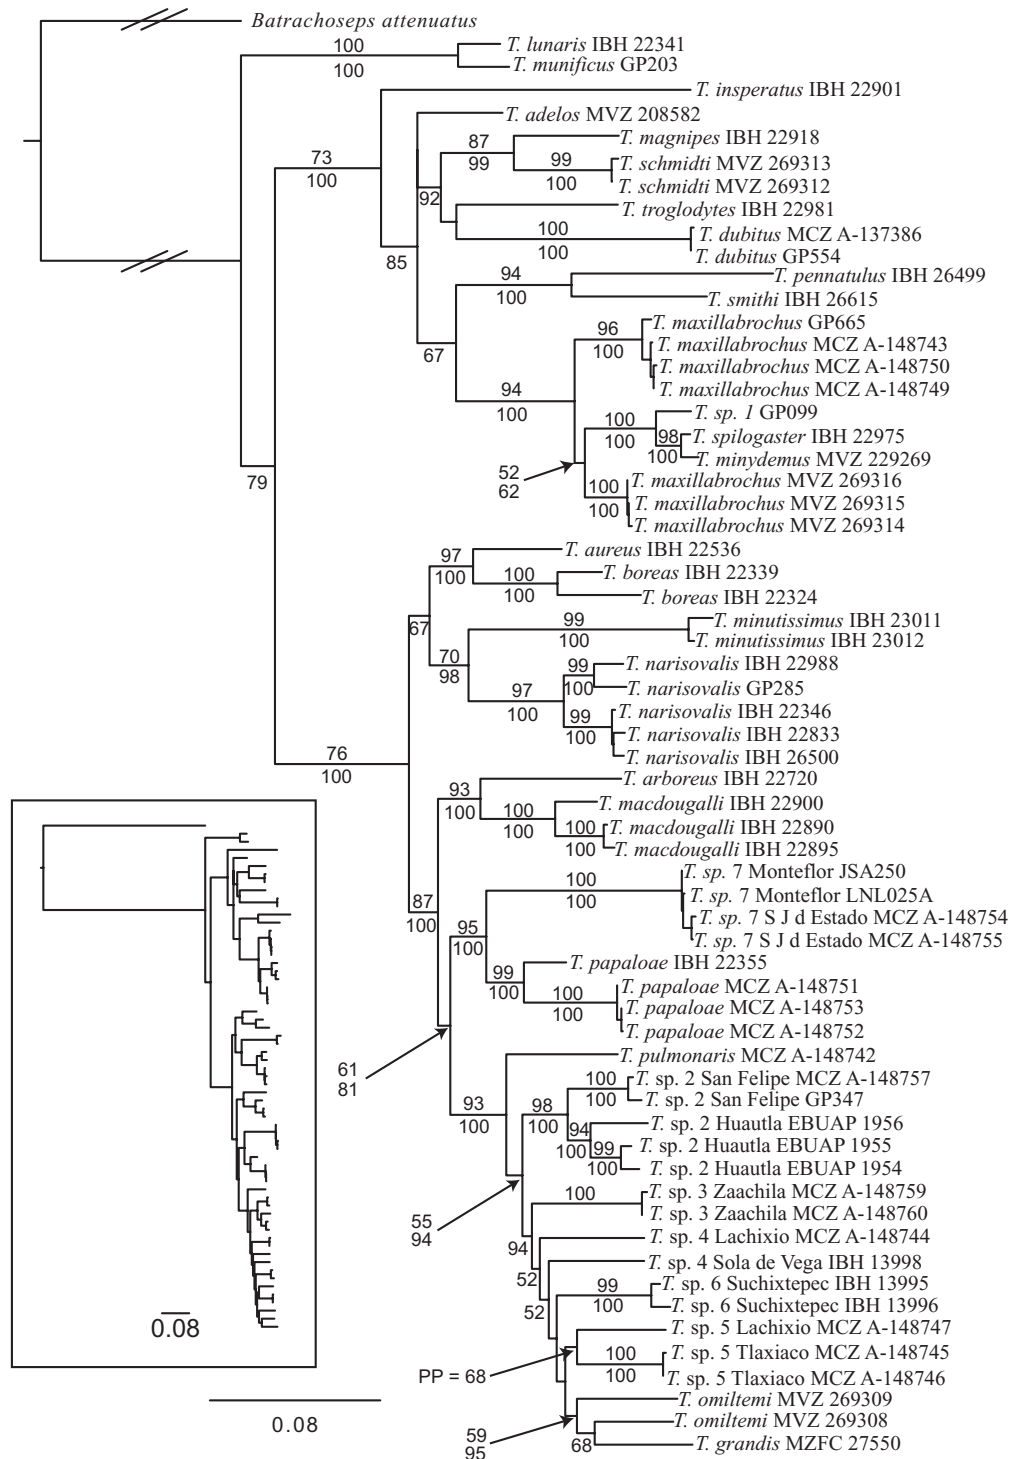 Batrachoseps attenuatus
100
100
T. lunaris IBH 22341
T. munificus GP203
T. insperatus IBH 22901
T. adelos MVZ 208582
73
100
87
99
T. magnipes IBH 22918
99
100
T. schmidti MVZ 269313
T. schmidti MVZ 269312
92
T. troglodytes IBH 22981
100
100
T. dubitus MCZ A-137386
T. dubitus GP554
85
94
100
T. pennatulus IBH 26499
T. smithi IBH 26615
67
96
100
T. maxillabrochus GP665
T. maxillabrochus MCZ A-148743
T. maxillabrochus MCZ A-148750
T. maxillabrochus MCZ A-148749
94
100
100
100
T. sp. 1 GP099
98
100
T. spilogaster IBH 22975
T. minydemus MVZ 229269
52
62
79
100
100
T. maxillabrochus MVZ 269316
T. maxillabrochus MVZ 269315
T. maxillabrochus MVZ 269314
97
100
T. aureus IBH 22536
100
100
T. boreas IBH 22339
T. boreas IBH 22324
67
99
100
T. minutissimus IBH 23011
T. minutissimus IBH 23012
70
98
99
100
T. narisovalis IBH 22988
T. narisovalis GP285
97
100
99
100
T. narisovalis IBH 22346
T. narisovalis IBH 22833
T. narisovalis IBH 26500
76
100
93
100
T. arboreus IBH 22720
100
100
T. macdougalli IBH 22900
100
100
T. macdougalli IBH 22890
T. macdougalli IBH 22895
87
100
100
100
T. sp. 7 Monteflor JSA250
T. sp. 7 Monteflor LNL025A
T. sp. 7 S J d Estado MCZ A-148754
T. sp. 7 S J d Estado MCZ A-148755
95
100
99
100
T. papaloae IBH 22355
100
100
T. papaloae MCZ A-148751
T. papaloae MCZ A-148753
T. papaloae MCZ A-148752
61
81
T. pulmonaris MCZ A-148742
93
100
100
100
T. sp. 2 San Felipe MCZ A-148757
T. sp. 2 San Felipe GP347
98
100
94
100
T. sp. 2 Huautla EBUAP 1956
99
100
T. sp. 2 Huautla EBUAP 1955
T. sp. 2 Huautla EBUAP 1954
55
94
100
T. sp. 3 Zaachila MCZ A-148759
T. sp. 3 Zaachila MCZ A-148760
94
T. sp. 4 Lachixio MCZ A-148744
52
T. sp. 4 Sola de Vega IBH 13998
52
99
100
T. sp. 6 Suchixtepec IBH 13995
T. sp. 6 Suchixtepec IBH 13996
T. sp. 5 Lachixio MCZ A-148747
PP = 68
100
100
T. sp. 5 Tlaxiaco MCZ A-148745
T. sp. 5 Tlaxiaco MCZ A-148746
T. omiltemi MVZ 269309
59
95
T. omiltemi MVZ 269308
68
T. grandis MZFC 27550
0.08
0.08